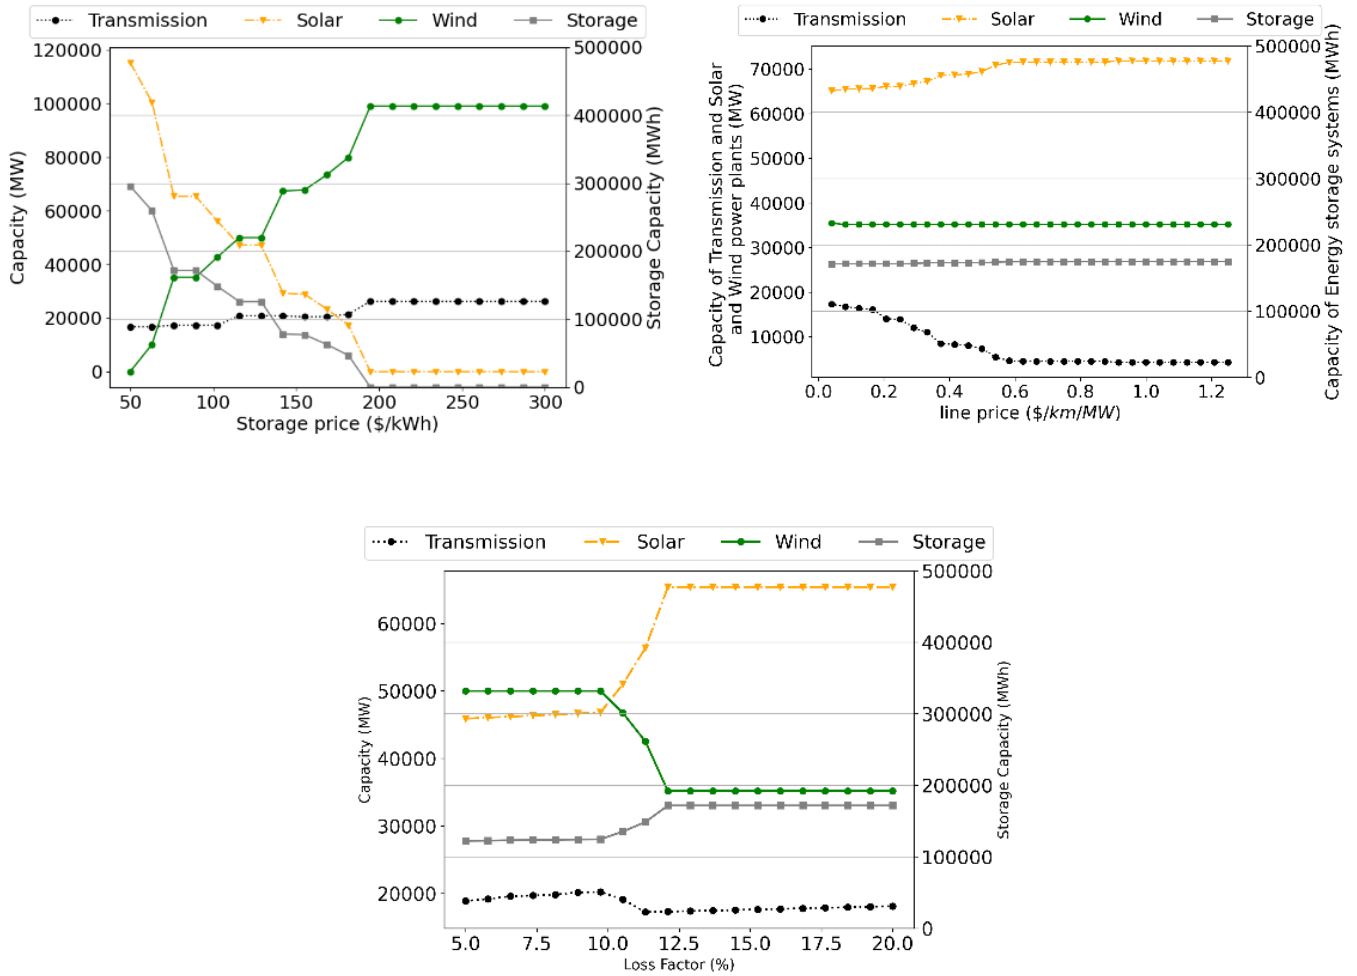 Transmission Solar Wind Storage
120000
100000
80000
60000
40000
20000
0
Capacity (MW)
500000
400000
300000
200000
100000
0
Storage Capacity (MWh)
50 100 150 200 250 300
Storage price ($/kWh)
Transmission Solar Wind Storage
70000
60000
50000
40000
30000
20000
10000
Capacity of Transmission and Solar
and Wind power plants (MW)
500000
400000
300000
200000
100000
0
Capacity of Energy storage systems (MWh)
0.0 0.2 0.4 0.6 0.8 1.0 1.2
line price ($/km/MW)
Transmission Solar Wind Storage
60000
50000
40000
30000
20000
Capacity (MW)
500000
400000
300000
200000
100000
0
Storage Capacity (MWh)
5.0 7.5 10.0 12.5 15.0 17.5 20.0
Loss Factor (%)